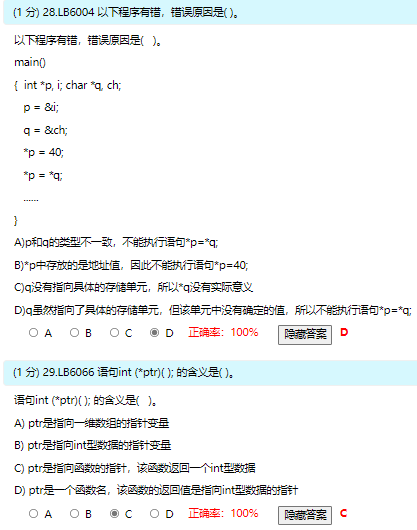 (1 分) 28.LB6004 以下程序有错，错误原因是( )。
以下程序有错，错误原因是(   )。
main()
{  int *p, i; char *q, ch;
p = &i;
q = &ch;
*p = 40;
*p = *q;
......
}
A)p和q的类型不一致，不能执行语句*p=*q;
B)*p中存放的是地址值，因此不能执行语句*p=40;
C)q没有指向具体的存储单元，所以*q没有实际意义
D)q虽然指向了具体的存储单元，但该单元中没有确定的值，所以不能执行语句*p=*q;
A B C D 正确率：100% 隐藏答案 D
(1 分) 29.LB6066 语句int (*ptr)( ); 的含义是( )。
语句int (*ptr)( ); 的含义是(   )。
A) ptr是指向一维数组的指针变量
B) ptr是指向int型数据的指针变量
C) ptr是指向函数的指针，该函数返回一个int型数据
D) ptr是一个函数名，该函数的返回值是指向int型数据的指针
A B C D 正确率：100% 隐藏答案 C